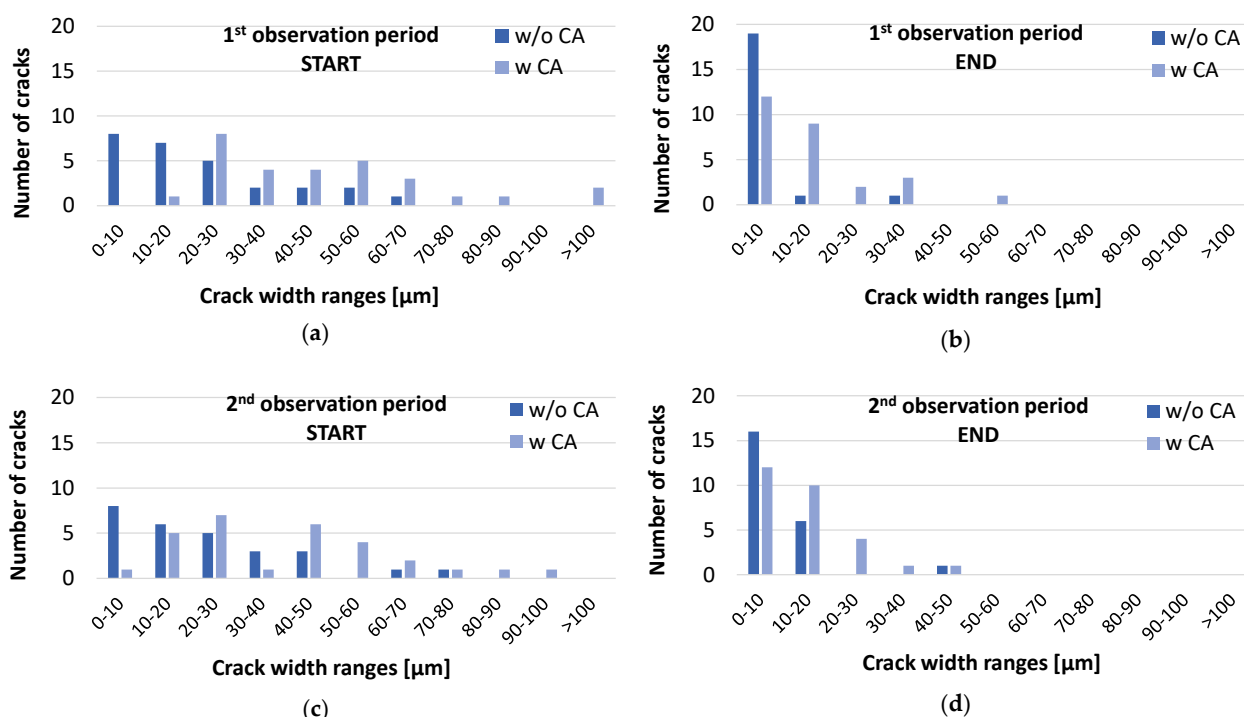 20
15
10
5
0
Number of cracks
1st observation period
START
w/o CA
w CA
0-10
10-20
20-30
30-40
40-50
50-60
60-70
70-80
80-90
90-100
>100
Crack width ranges [µm]
(a)
20
15
10
5
0
Number of cracks
1st observation period
END
w/o CA
w CA
0-10
10-20
20-30
30-40
40-50
50-60
60-70
70-80
80-90
90-100
>100
Crack width ranges [µm]
(b)
20
15
10
5
0
Number of cracks
2nd observation period
START
w/o CA
w CA
0-10
10-20
20-30
30-40
40-50
50-60
60-70
70-80
80-90
90-100
>100
Crack width ranges [µm]
(c)
20
15
10
5
0
Number of cracks
2nd observation period
END
w/o CA
w CA
0-10
10-20
20-30
30-40
40-50
50-60
60-70
70-80
80-90
90-100
>100
Crack width ranges [µm]
(d)